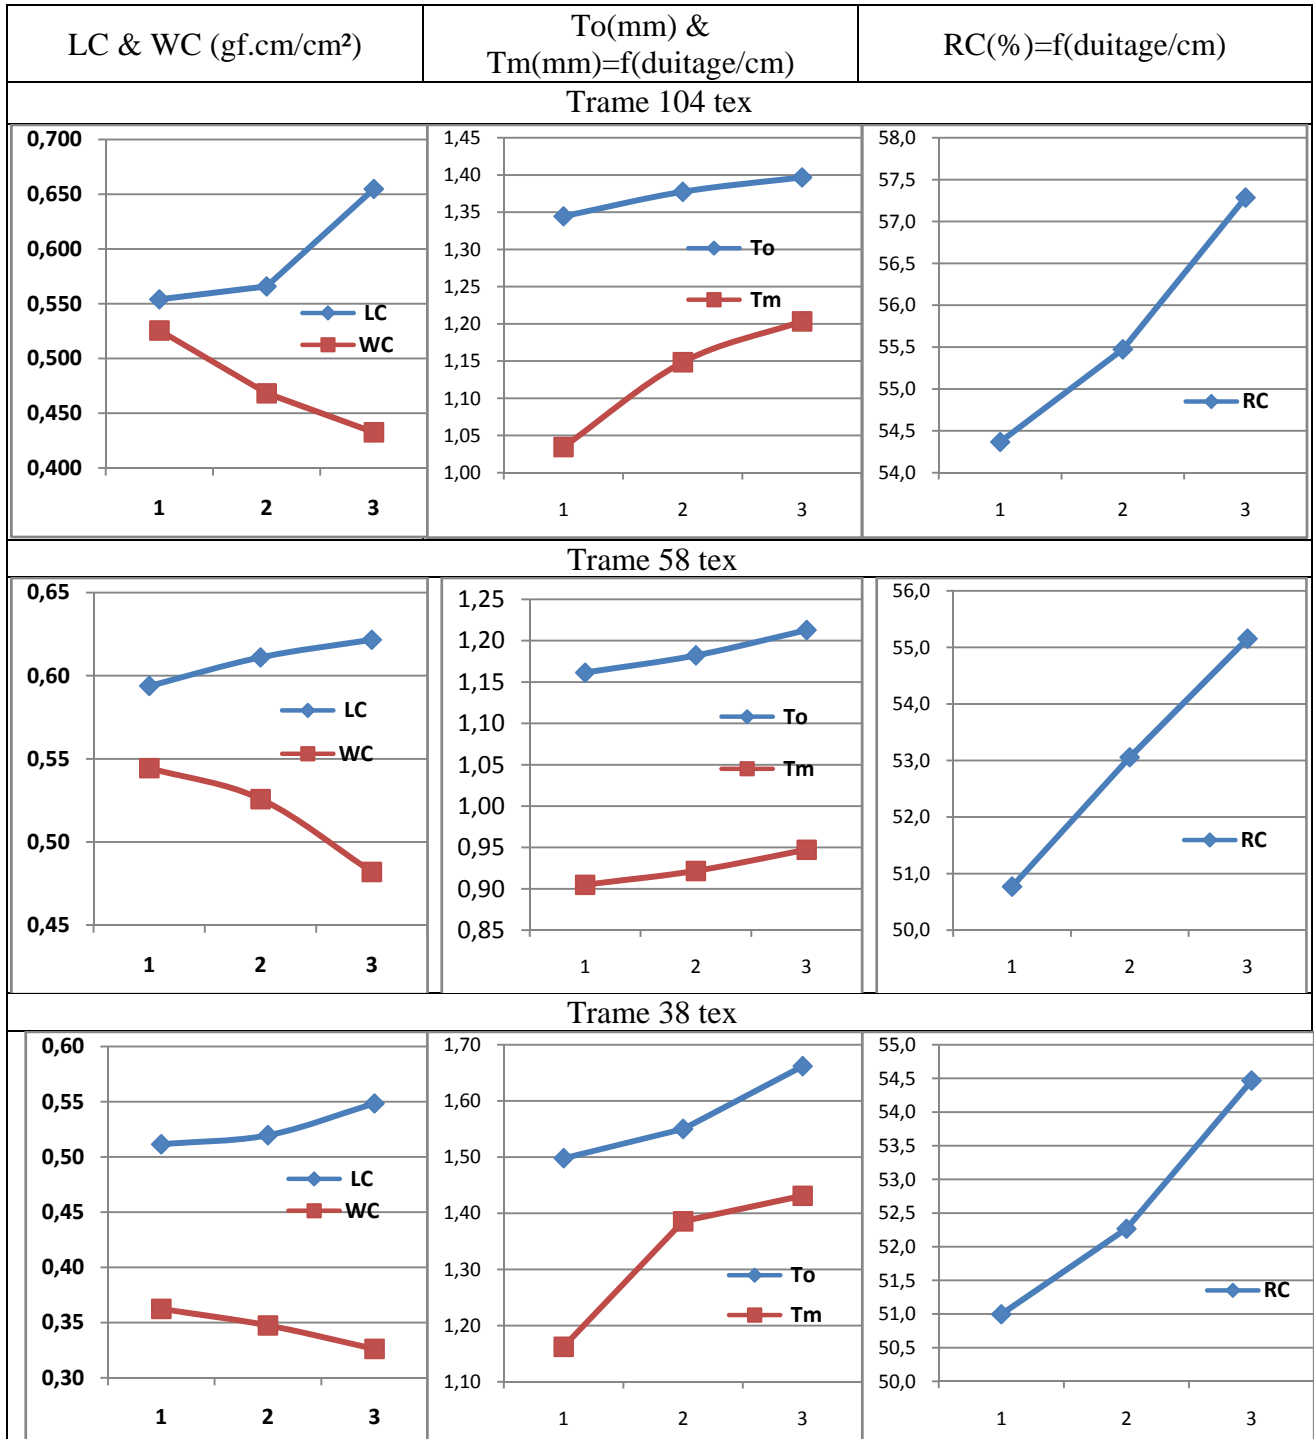 LC & WC (gf.cm/cm²)
To(mm) &
Tm(mm)=f(duitage/cm)
RC(%)=f(duitage/cm)
Trame 104 tex
0,700
0,650
0,600
0,550
0,500
0,450
0,400
1 2 3
LC
WC
1,45
1,40
1,35
1,30
1,25
1,20
1,15
1,10
1,05
1,00
1 2 3
To
Tm
58,0
57,5
57,0
56,5
56,0
55,5
55,0
54,5
54,0
1 2 3
RC
Trame 58 tex
0,65
0,60
0,55
0,50
0,45
1 2 3
LC
WC
1,25
1,20
1,15
1,10
1,05
1,00
0,95
0,90
0,85
1 2 3
To
Tm
56,0
55,0
54,0
53,0
52,0
51,0
50,0
1 2 3
RC
Trame 38 tex
0,60
0,55
0,50
0,45
0,40
0,35
0,30
1 2 3
LC
WC
1,70
1,60
1,50
1,40
1,30
1,20
1,10
1 2 3
To
Tm
55,0
54,5
54,0
53,5
53,0
52,5
52,0
51,5
51,0
50,5
50,0
1 2 3
RC